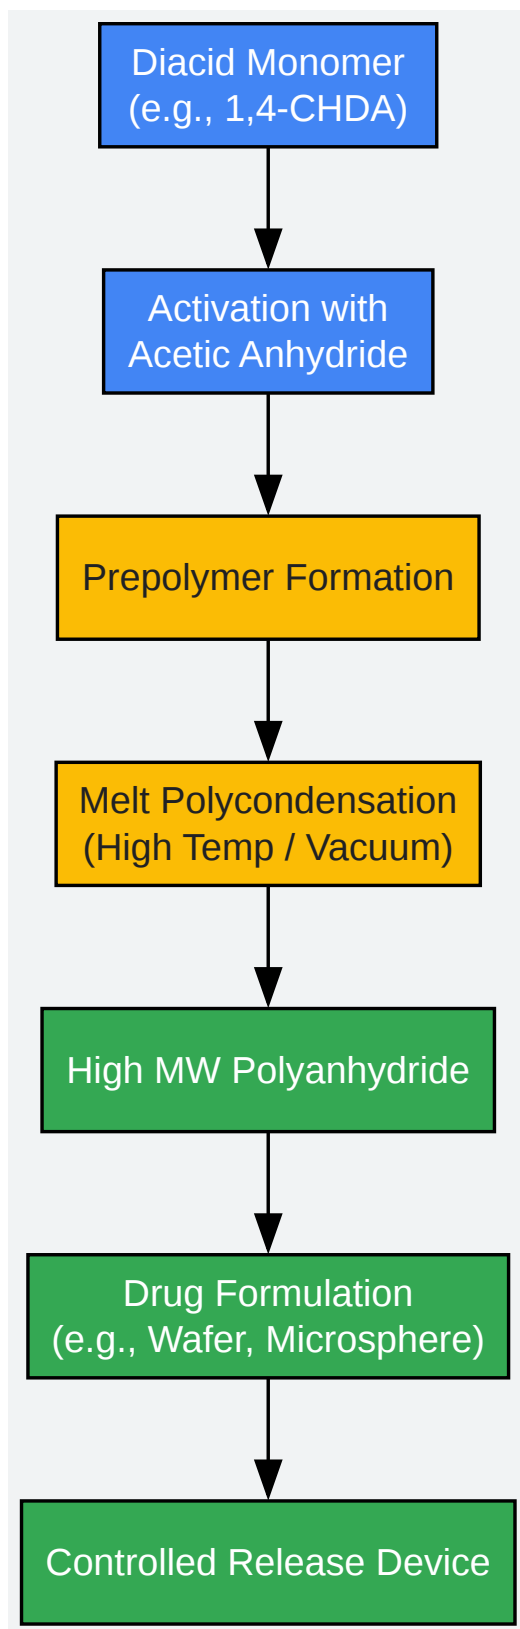 Diacid Monomer
(e.g., 1,4-CHDA)
Activation with
Acetic Anhydride
Prepolymer Formation
Melt Polycondensation
(High Temp / Vacuum)
High MW Polyanhydride
Drug Formulation
(e.g., Wafer, Microsphere)
Controlled Release Device